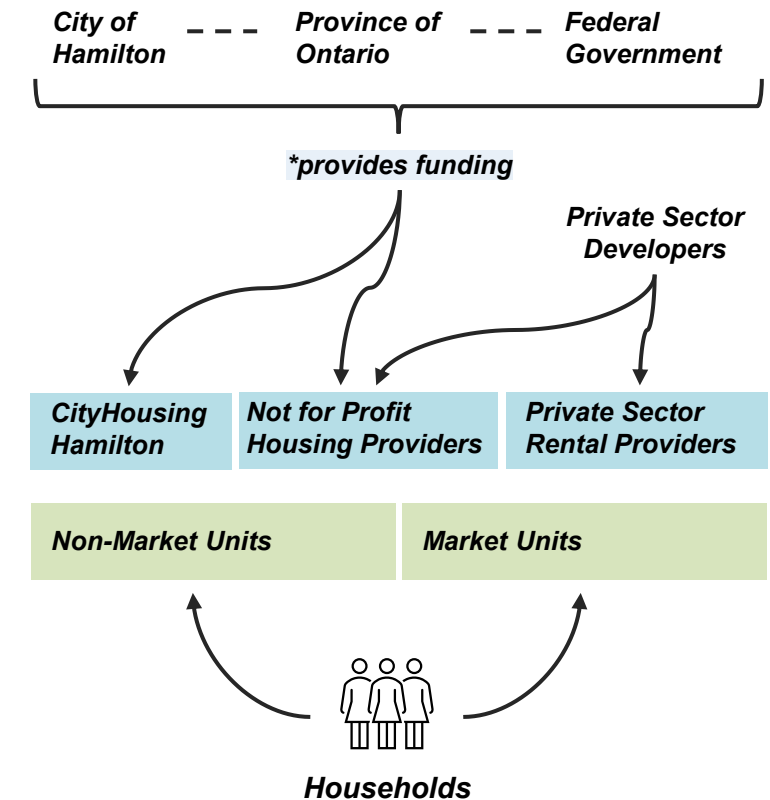 City of
Hamilton
Province of
Ontario
Federal
Government
*provides funding
Private Sector
Developers
CityHousing
Hamilton
Not for Profit
Housing Providers
Private Sector
Rental Providers
Non-Market Units
Market Units
Households